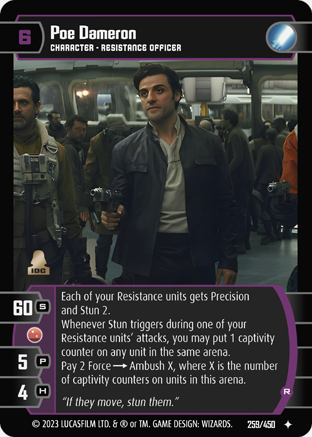 6
Poe Dameron
CHARACTER • RESISTANCE OFFICER
IDC
60 S
5 P
4 H
Each of your Resistance units gets Precision
and Stun 2.
Whenever Stun triggers during one of your
Resistance units' attacks, you may put 1 captivity
counter on any unit in the same arena.
Pay 2 Force → Ambush X, where X is the number
of captivity counters on units in this arena.
"If they move, stun them."
R
© 2023 LUCASFILM LTD. & ® or TM. GAME DESIGN: WIZARDS.
259/450